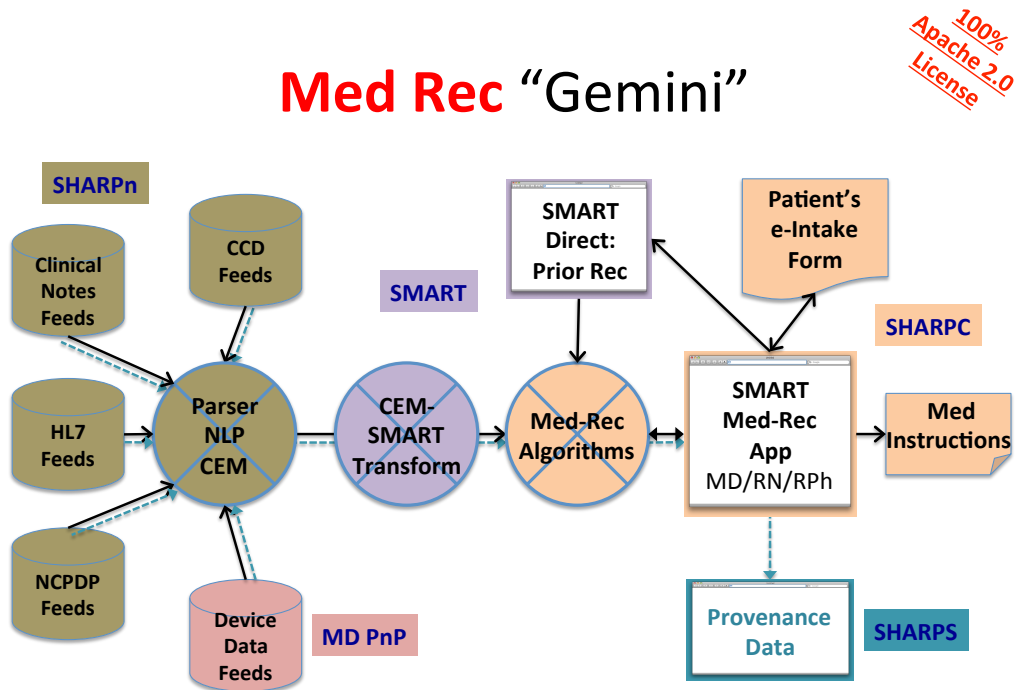 100%
Apache 2.0
License
Med Rec “Gemini”
SHARPn
Clinical
Notes
Feeds
CCD
Feeds
HL7
Feeds
NCPDP
Feeds
Device
Data
Feeds
MD PnP
Parser
NLP
CEM
SMART
CEM-
SMART
Transform
SMART
Direct:
Prior Rec
Med-Rec
Algorithms
Patient’s
e-Intake
Form
SHARPC
SMART
Med-Rec
App
MD/RN/RPh
Med
Instructions
Provenance
Data
SHARPS